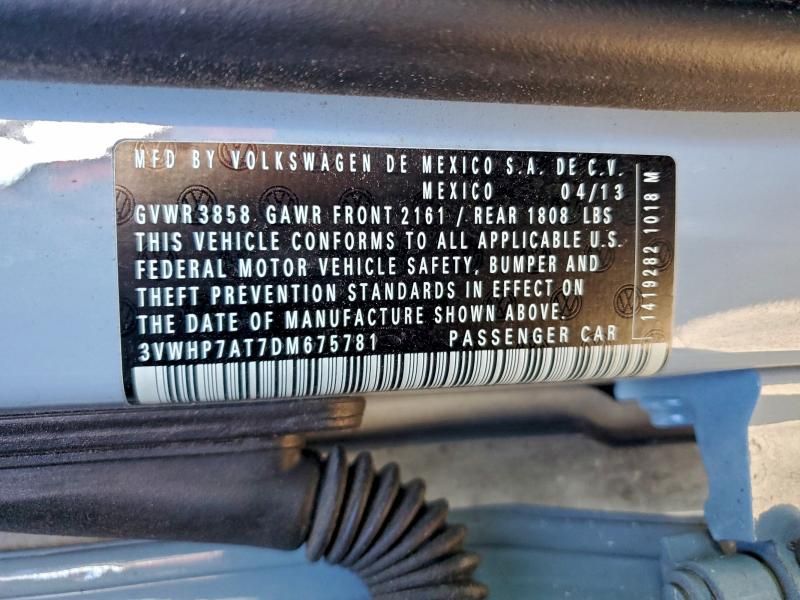 MFD BY VOLKSWAGEN DE MEXICO S.A. DE C.V.
MEXICO 04/13
GVWR 3858 GAWR FRONT 2161 / REAR 1808 LBS
THIS VEHICLE CONFORMS TO ALL APPLICABLE U.S.
FEDERAL MOTOR VEHICLE SAFETY, BUMPER AND
THEFT PREVENTION STANDARDS IN EFFECT ON
THE DATE OF MANUFACTURE SHOWN ABOVE.
3VWHP7AT7DM675781 PASSENGER CAR
1419282 1018 M